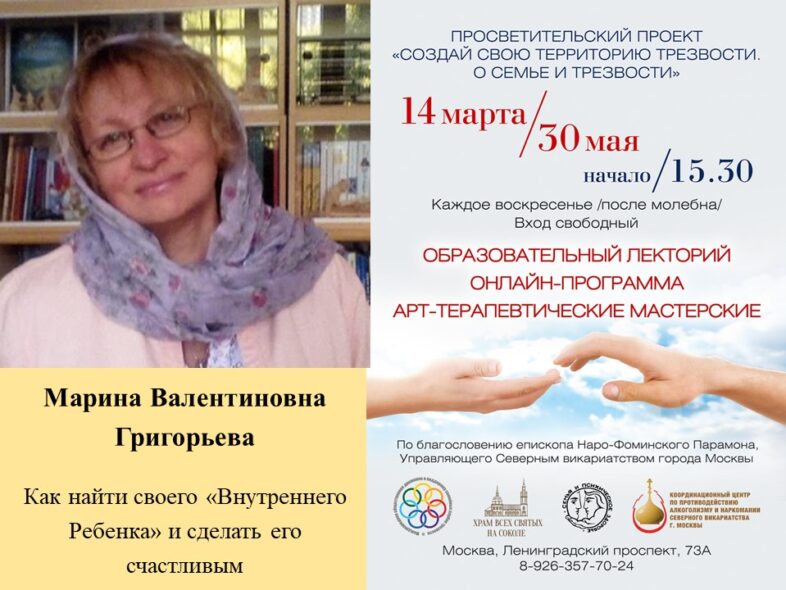 Марина Валентиновна
Григорьева
Как найти своего «Внутреннего
Ребенка» и сделать его
счастливым
ПРОСВЕТИТЕЛЬСКИЙ ПРОЕКТ
«СОЗДАЙ СВОЮ ТЕРРИТОРИЮ ТРЕЗВОСТИ.
О СЕМЬЕ И ТРЕЗВОСТИ»
14 марта/
30 мая
начало/15.30
Каждое воскресенье /после молебна/
Вход свободный
ОБРАЗОВАТЕЛЬНЫЙ ЛЕКТОРИЙ
ОНЛАЙН-ПРОГРАММА
АРТ-ТЕРАПЕВТИЧЕСКИЕ МАСТЕРСКИЕ
По благословению епископа Наро-Фоминского Парамона,
Управляющего Северным викариатством города Москвы
ХРАМ ВСЕХ СВЯТЫХ
НА СОКОЛЕ
КООРДИНАЦИОННЫЙ ЦЕНТР
ПО ПРОТИВОДЕЙСТВИЮ
АЛКОГОЛИЗМУ И НАРКОМАНИИ
СЕВЕРНОГО ВИКАРИАТСТВА
Г. МОСКВЫ
Москва, Ленинградский проспект, 73А
8-926-357-70-24